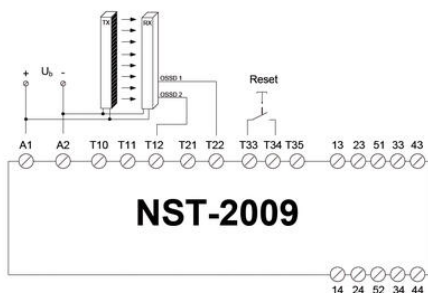 TX
RX
OSSD 1
OSSD 2
+ U_b -
Reset
A1 A2 T10 T11 T12 T21 T22 T33 T34 T35 13 23 51 33 43
NST-2009
14 24 52 34 44